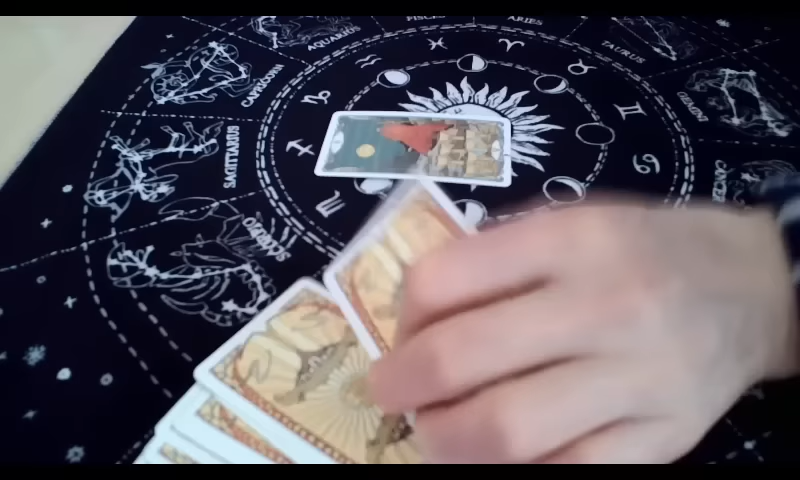 PISCES
ARIES
AQUARIUS
TAURUS
CAPRICORN
GEMINI
SAGITTARIUS
CANCER
SCORPIO